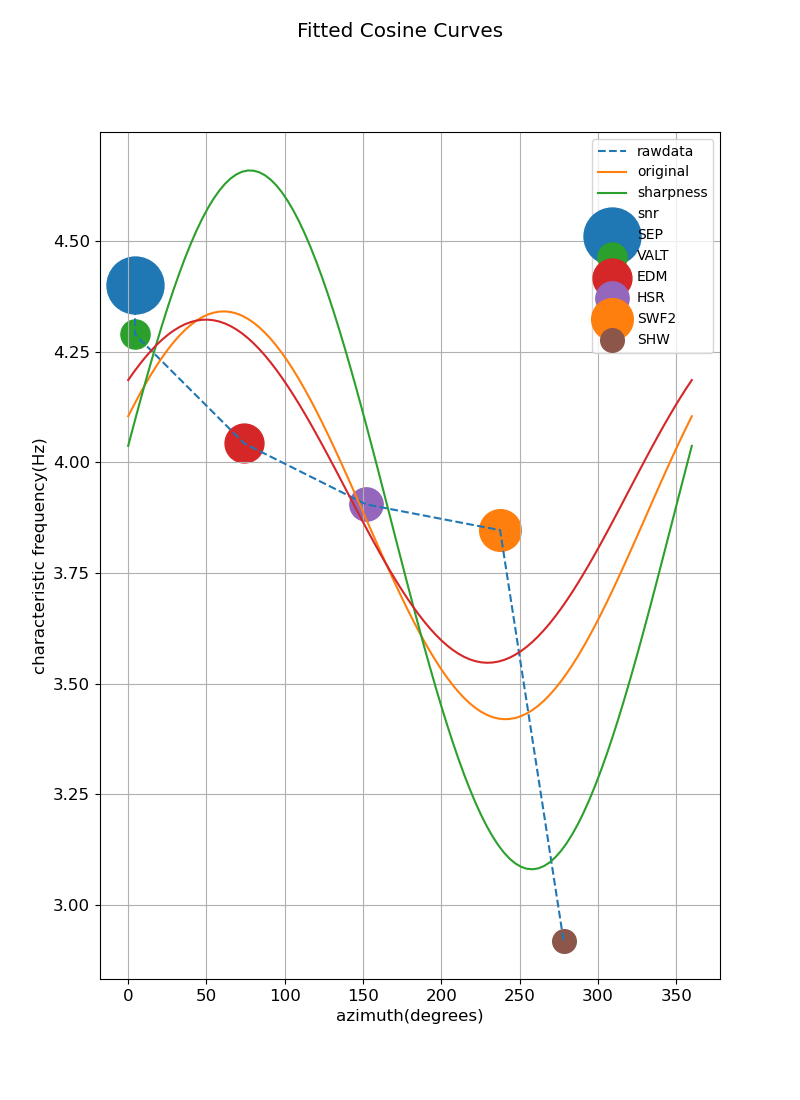 Fitted Cosine Curves
rawdata
original
sharpness
snr
SEP
VALT
EDM
HSR
SWF2
SHW
4.50
4.25
4.00
3.75
3.50
3.25
3.00
characteristic frequency(Hz)
0 50 100 150 200 250 300 350
azimuth(degrees)